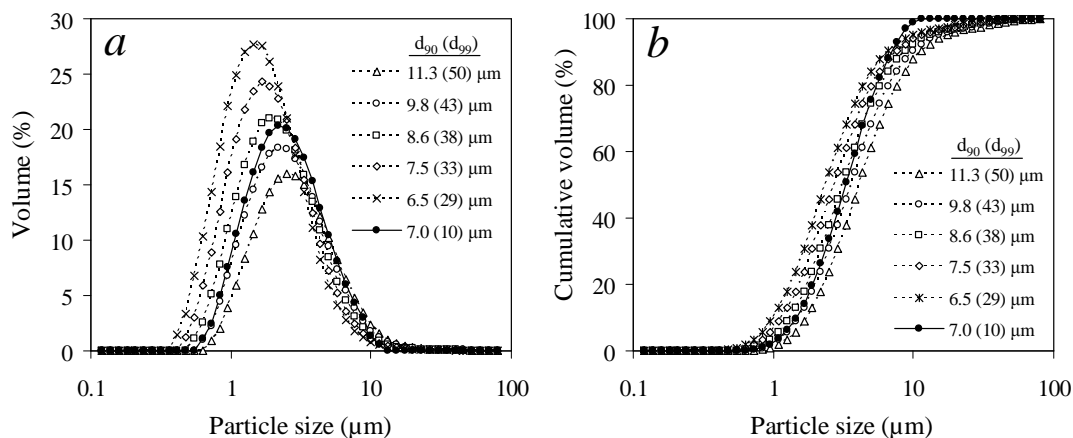 a
Volume (%)
30
25
20
15
10
5
0
0.1
1
10
100
Particle size (µm)
d90 (d99)
11.3 (50) µm
9.8 (43) µm
8.6 (38) µm
7.5 (33) µm
6.5 (29) µm
7.0 (10) µm
b
Cumulative volume (%)
100
80
60
40
20
0
0.1
1
10
100
Particle size (µm)
d90 (d99)
11.3 (50) µm
9.8 (43) µm
8.6 (38) µm
7.5 (33) µm
6.5 (29) µm
7.0 (10) µm